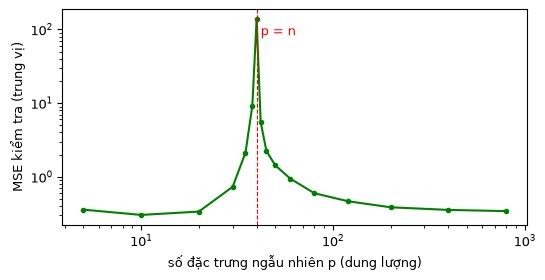 10²
10¹
10⁰
MSE kiểm tra (trung vị)
p = n
10¹
10²
10³
số đặc trưng ngẫu nhiên p (dung lượng)